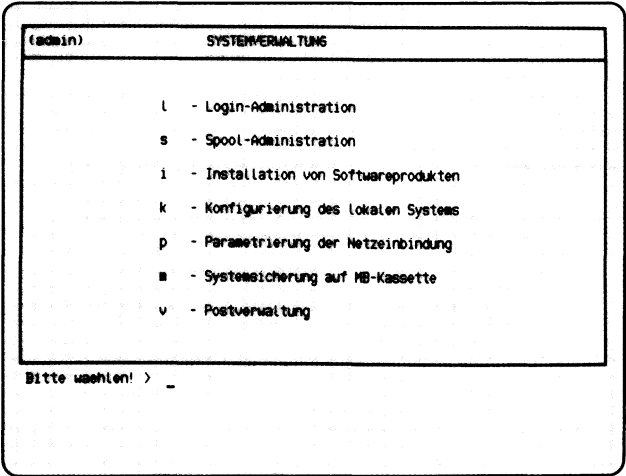 (admin) SYSTEMVERWALTUNG
l - Login-Administration
s - Spool-Administration
i - Installation von Softwareprodukten
k - Konfigurierung des lokalen Systems
p - Parametrierung der Netzeinbindung
m - Systemsicherung auf MB-Kassette
v - Postverwaltung
Bitte waehlen! > _